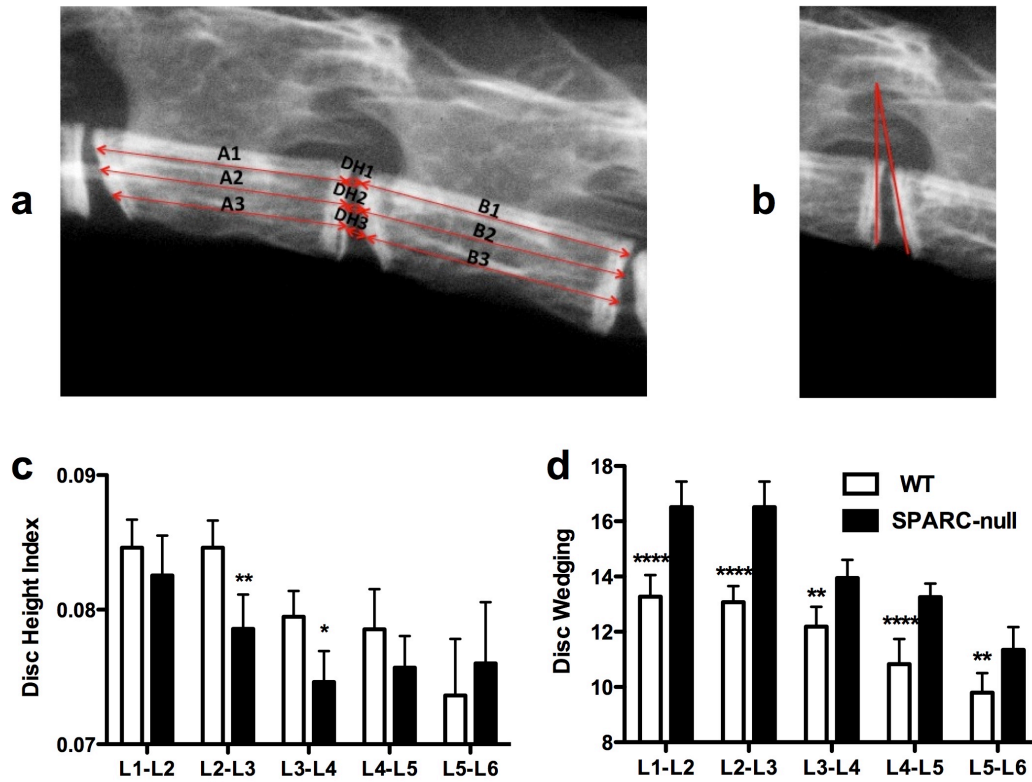 a
A1
A2
A3
DH1
DH2
DH3
B1
B2
B3
b
c
Disc Height Index
0.09
0.08
0.07
** 
*
L1-L2 L2-L3 L3-L4 L4-L5 L5-L6
d
Disc Wedging
18
16
14
12
10
8
WT
SPARC-null
**** **** ** **** **
L1-L2 L2-L3 L3-L4 L4-L5 L5-L6